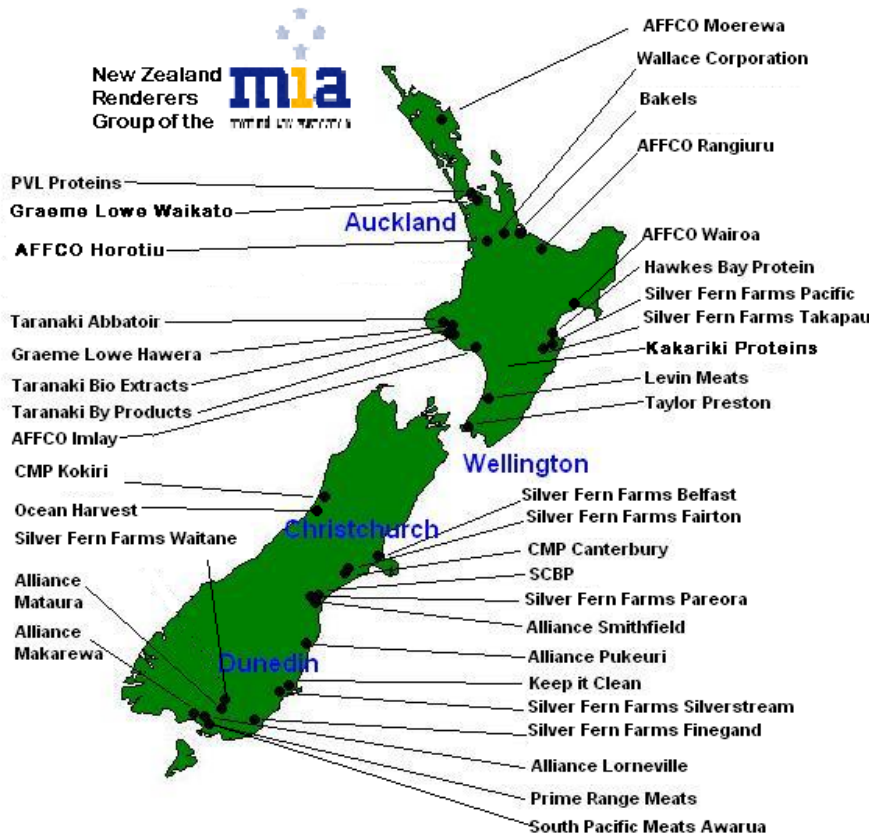 New Zealand
Renderers
Group of the
mia
AFFCO Moerewa
Wallace Corporation
Bakels
AFFCO Rangiuru
PVL Proteins
Graeme Lowe Waikato
Auckland
AFFCO Horotiu
AFFCO Wairoa
Hawkes Bay Protein
Silver Fern Farms Pacific
Silver Fern Farms Takapau
Kakariki Proteins
Levin Meats
Taylor Preston
Taranaki Abbatoir
Graeme Lowe Hawera
Taranaki Bio Extracts
Taranaki By Products
AFFCO Imlay
Wellington
CMP Kokiri
Ocean Harvest
Silver Fern Farms Waitane
Alliance
Mataura
Alliance
Makarewa
Christchurch
Silver Fern Farms Belfast
Silver Fern Farms Fairton
CMP Canterbury
SCBP
Silver Fern Farms Pareora
Alliance Smithfield
Alliance Pukeuri
Dunedin
Keep it Clean
Silver Fern Farms Silverstream
Silver Fern Farms Finegand
Alliance Lorneville
Prime Range Meats
South Pacific Meats Awarua